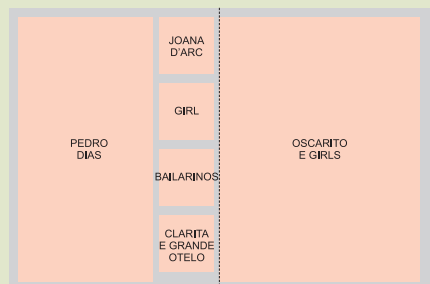 PEDRO
DIAS
JOANA
D'ARC
GIRL
BAILARINOS
CLARITA
E GRANDE
OTELO
OSCARITO
E GIRLS